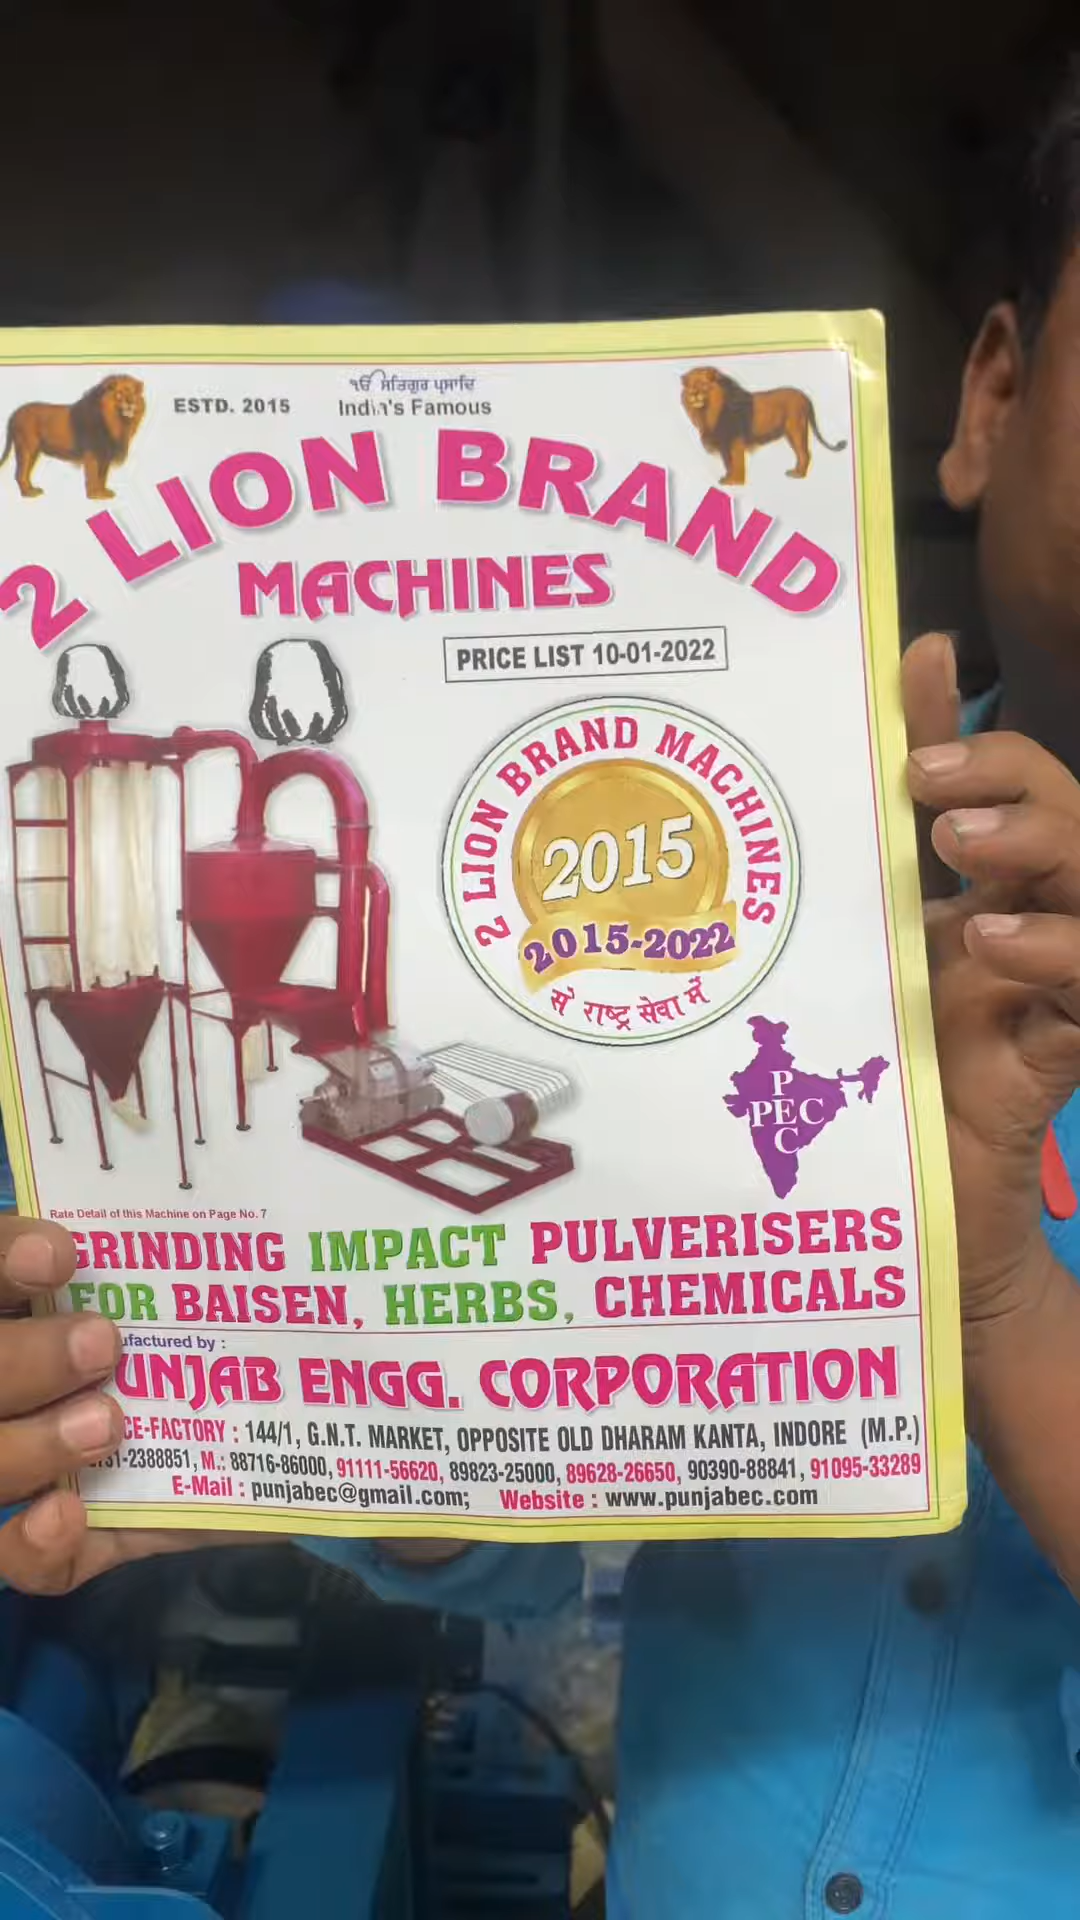 ੴ ਸਤਿਗੁਰ ਪ੍ਰਸਾਦਿ
ESTD. 2015
India's Famous
2 LION BRAND
MACHINES
PRICE LIST 10-01-2022
2 LION BRAND MACHINES
2015
2015-2022
से राष्ट्र सेवा में
P
PEC
C
Rate Detail of this Machine on Page No. 7
GRINDING IMPACT PULVERISERS
FOR BAISEN, HERBS, CHEMICALS
ufactured by :
UNJAB ENGG. CORPORATION
CE-FACTORY : 144/1, G.N.T. MARKET, OPPOSITE OLD DHARAM KANTA, INDORE (M.P.)
31-2388851, M.: 88716-86000, 91111-56620, 89823-25000, 89628-26650, 90390-88841, 91095-33289
E-Mail : punjabec@gmail.com; Website : www.punjabec.com